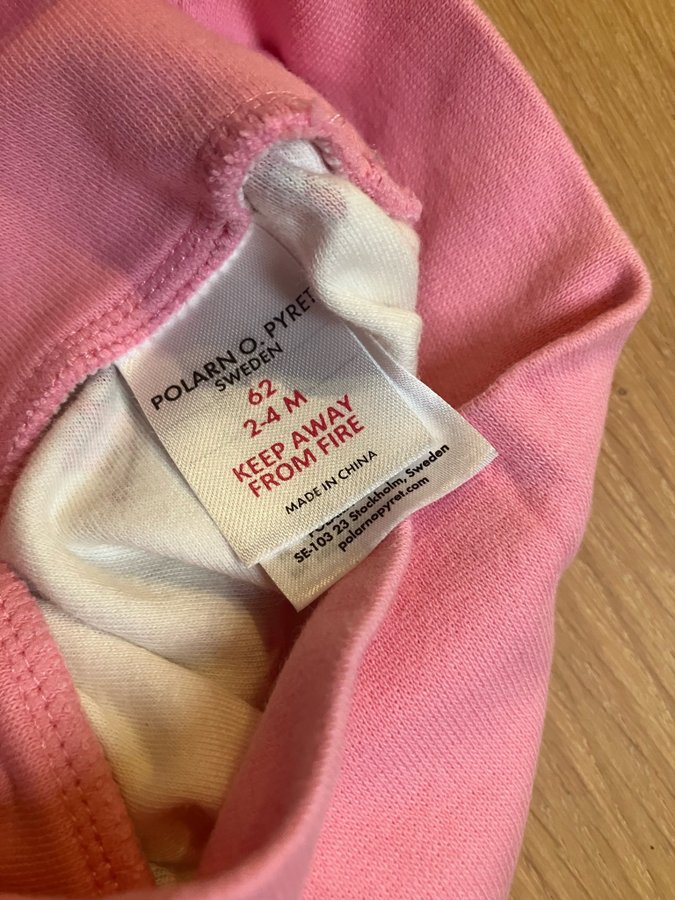 POLARN O. PYRET
SWEDEN
62
2-4 M
KEEP AWAY
FROM FIRE
MADE IN CHINA
Stockholm, Sweden
SE-103 23
polarnopyret.com